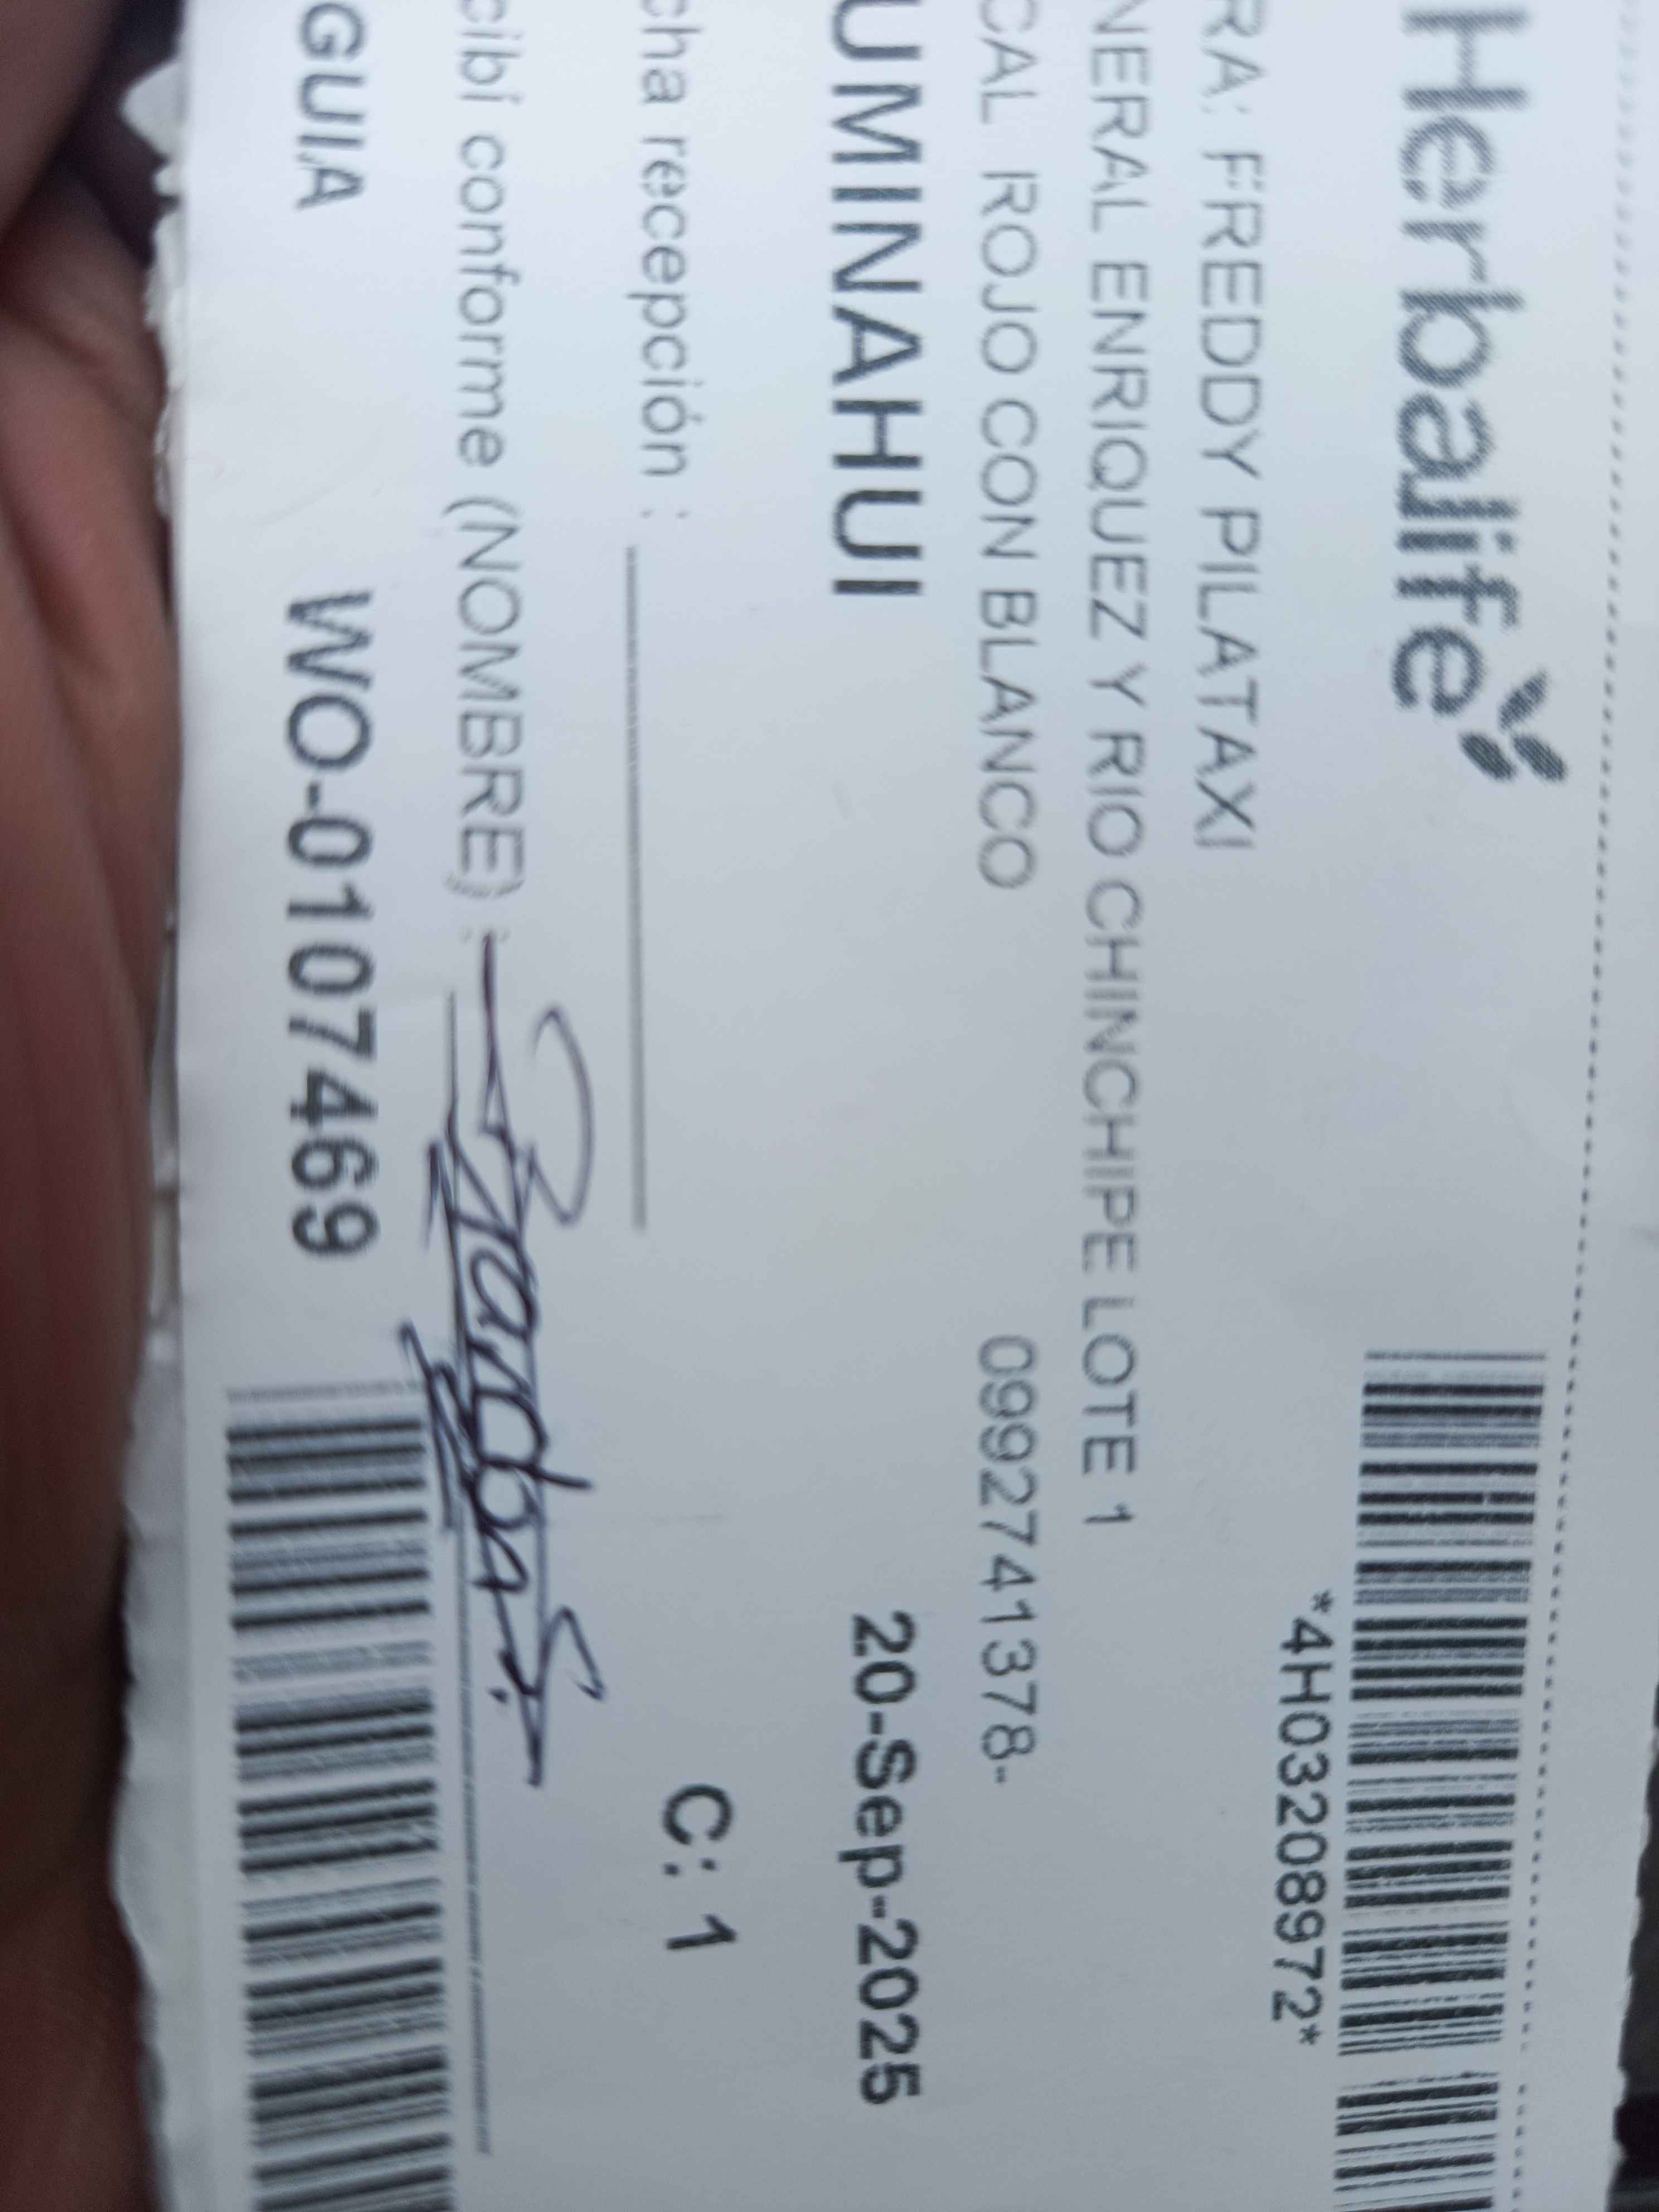 Herbalife
*4H03208972*
RA: FREDDY PILATAXI
NERAL ENRIQUEZ Y RIO CHINCHIPE LOTE 1
CAL ROJO CON BLANCO 0992741378-
UMINAHUI 20-Sep-2025
cha recepción : C: 1
cibí conforme (NOMBRE) :
GUIA WO-0107469